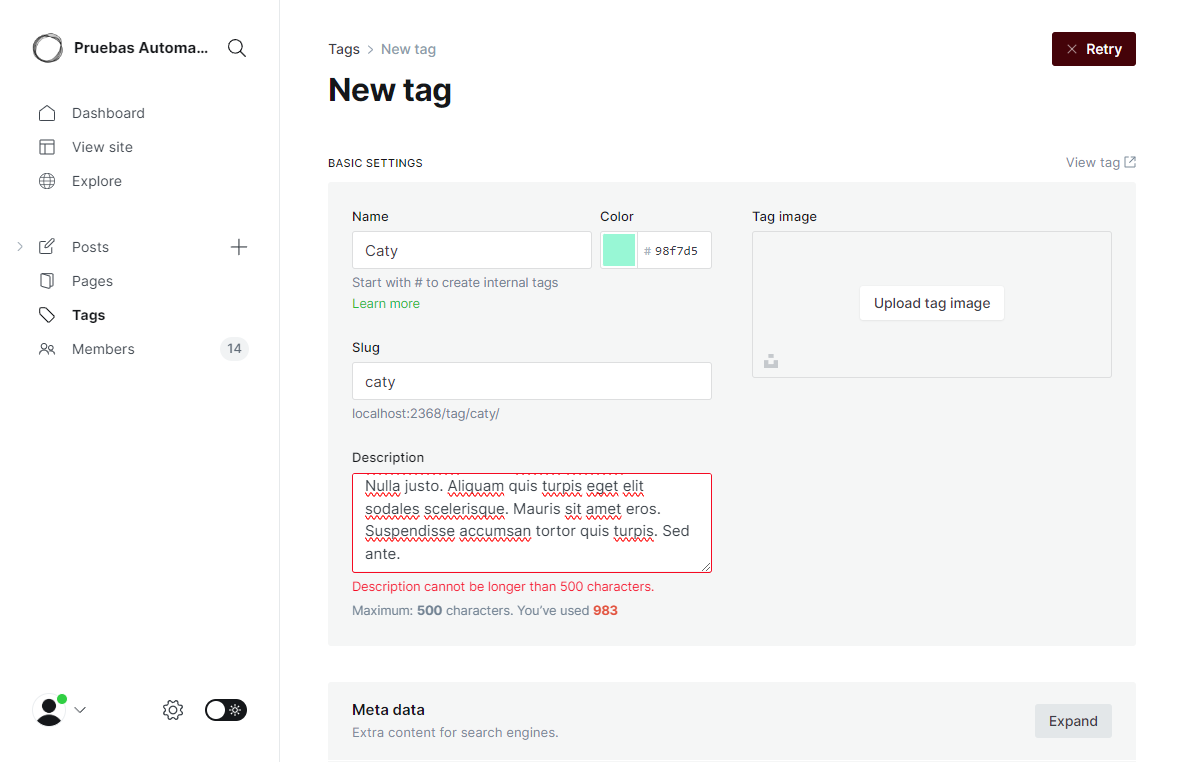 Pruebas Automa...
Dashboard
View site
Explore
Posts
Pages
Tags
Members
14
Tags > New tag
Retry
New tag
BASIC SETTINGS
View tag
Name
Caty
Start with # to create internal tags
Learn more
Color
# 98f7d5
Tag image
Upload tag image
Slug
caty
localhost:2368/tag/caty/
Description
Nulla justo. Aliquam quis turpis eget elit
sodales scelerisque. Mauris sit amet eros.
Suspendisse accumsan tortor quis turpis. Sed
ante.
Description cannot be longer than 500 characters.
Maximum: 500 characters. You’ve used 983
Meta data
Extra content for search engines.
Expand